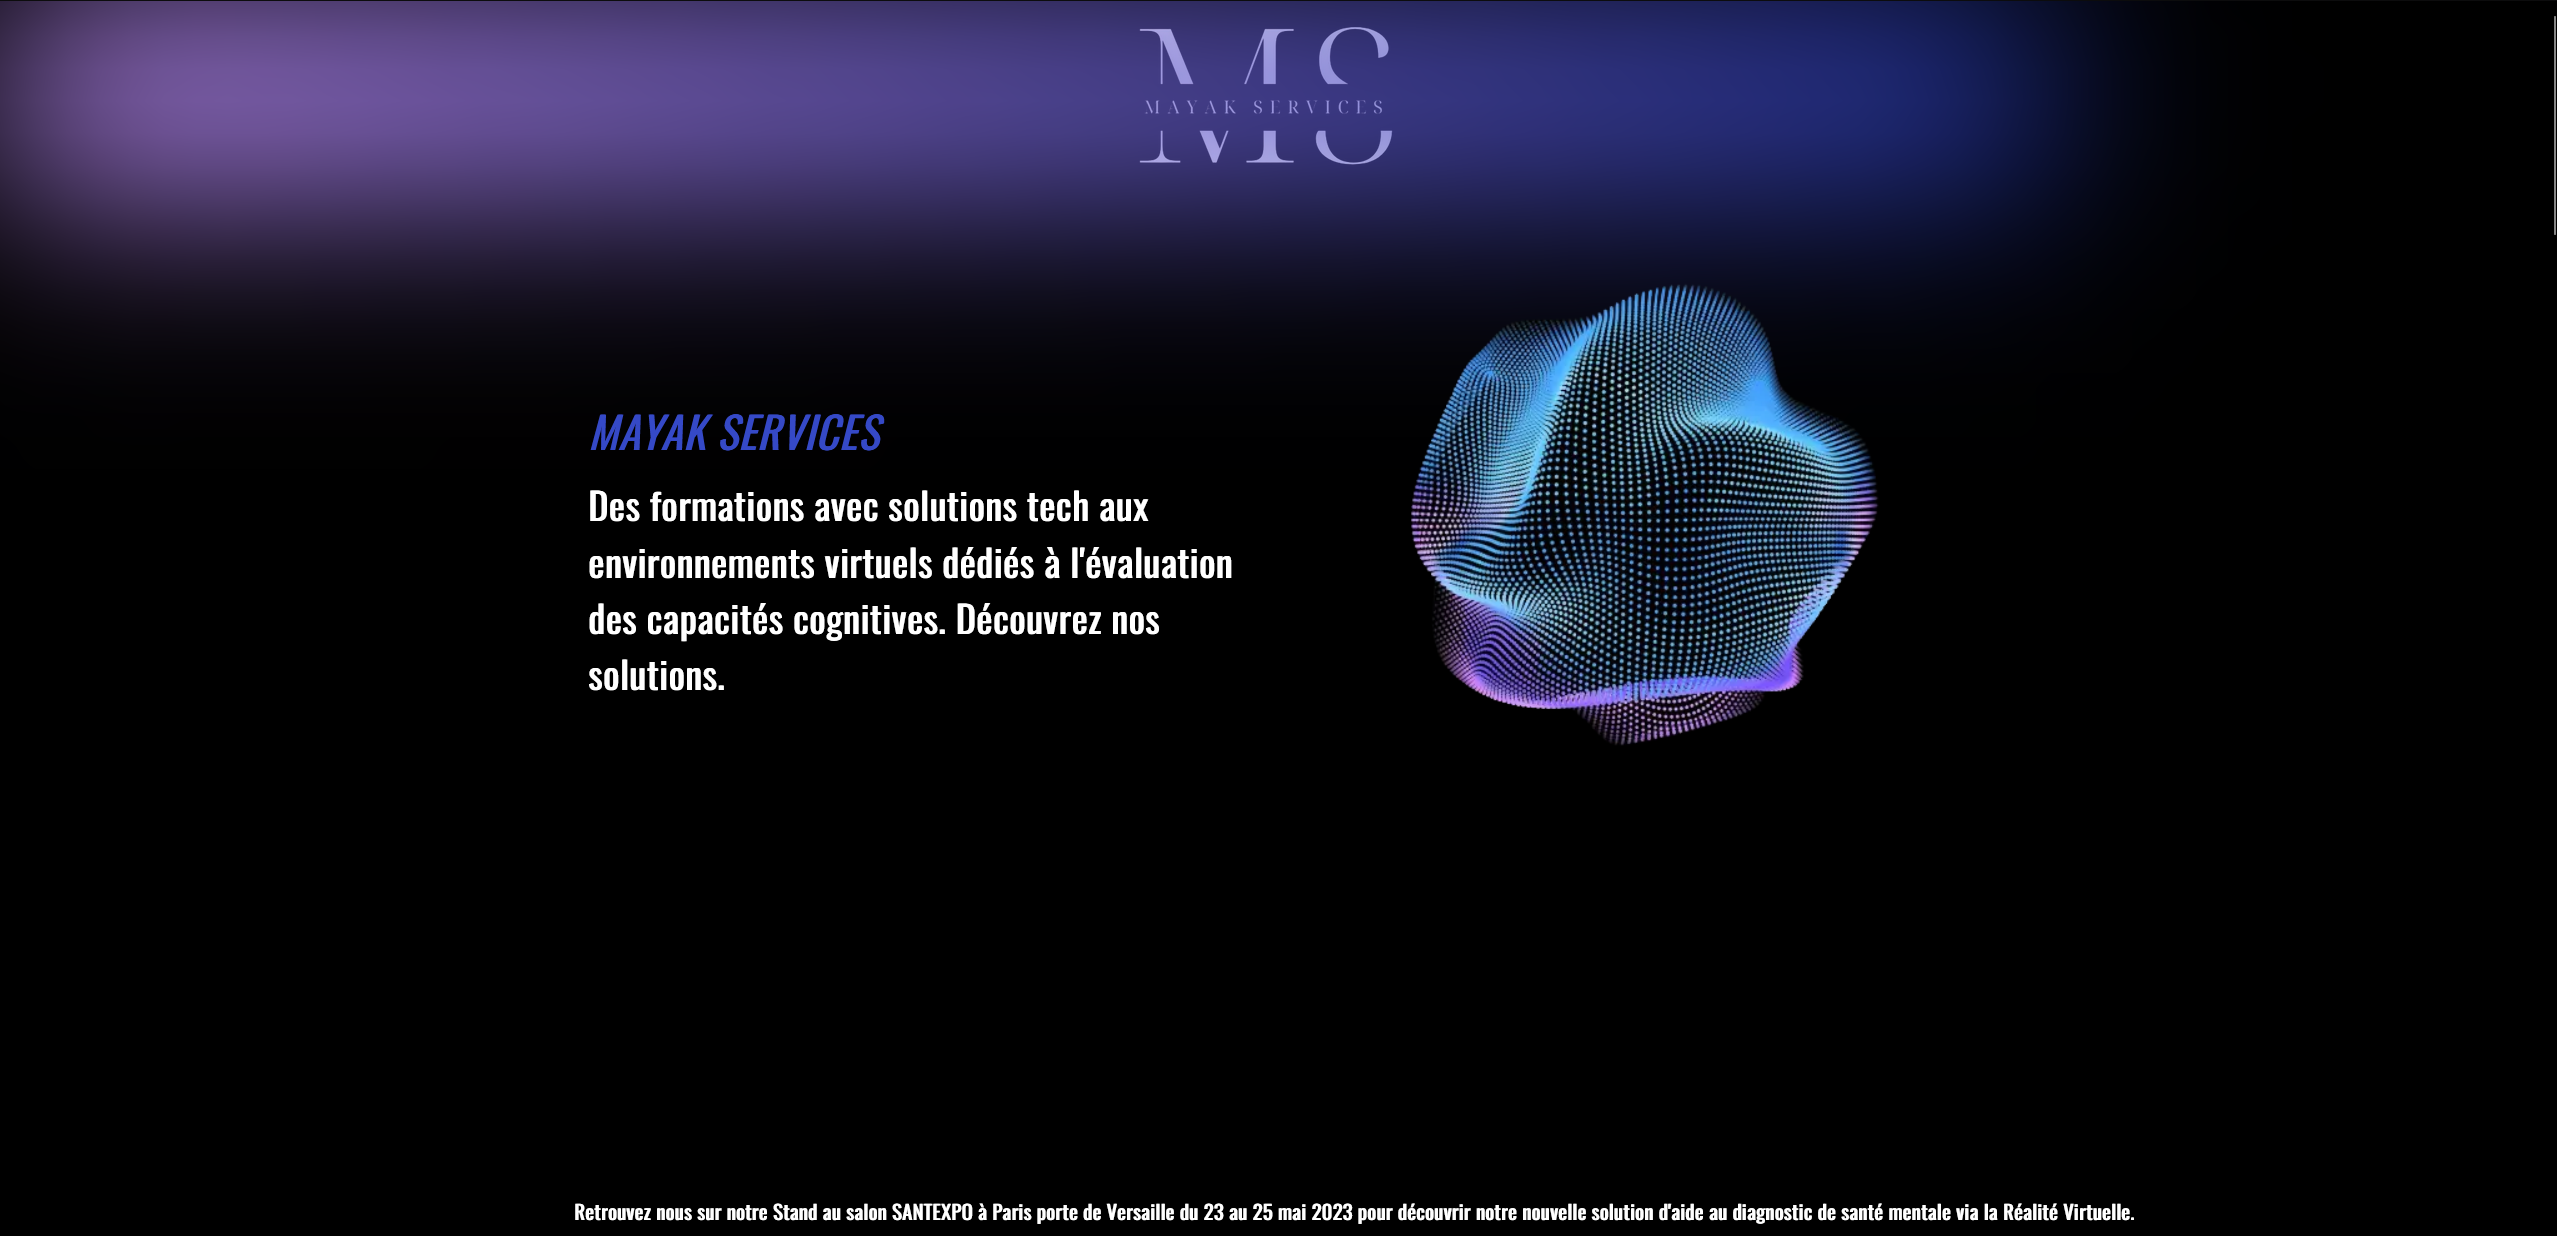 MS
MAYAK SERVICES
MAYAK SERVICES
Des formations avec solutions tech aux
environnements virtuels dédiés à l'évaluation
des capacités cognitives. Découvrez nos
solutions.
Retrouvez nous sur notre Stand au salon SANTEXPO à Paris porte de Versaille du 23 au 25 mai 2023 pour découvrir notre nouvelle solution d'aide au diagnostic de santé mentale via la Réalité Virtuelle.